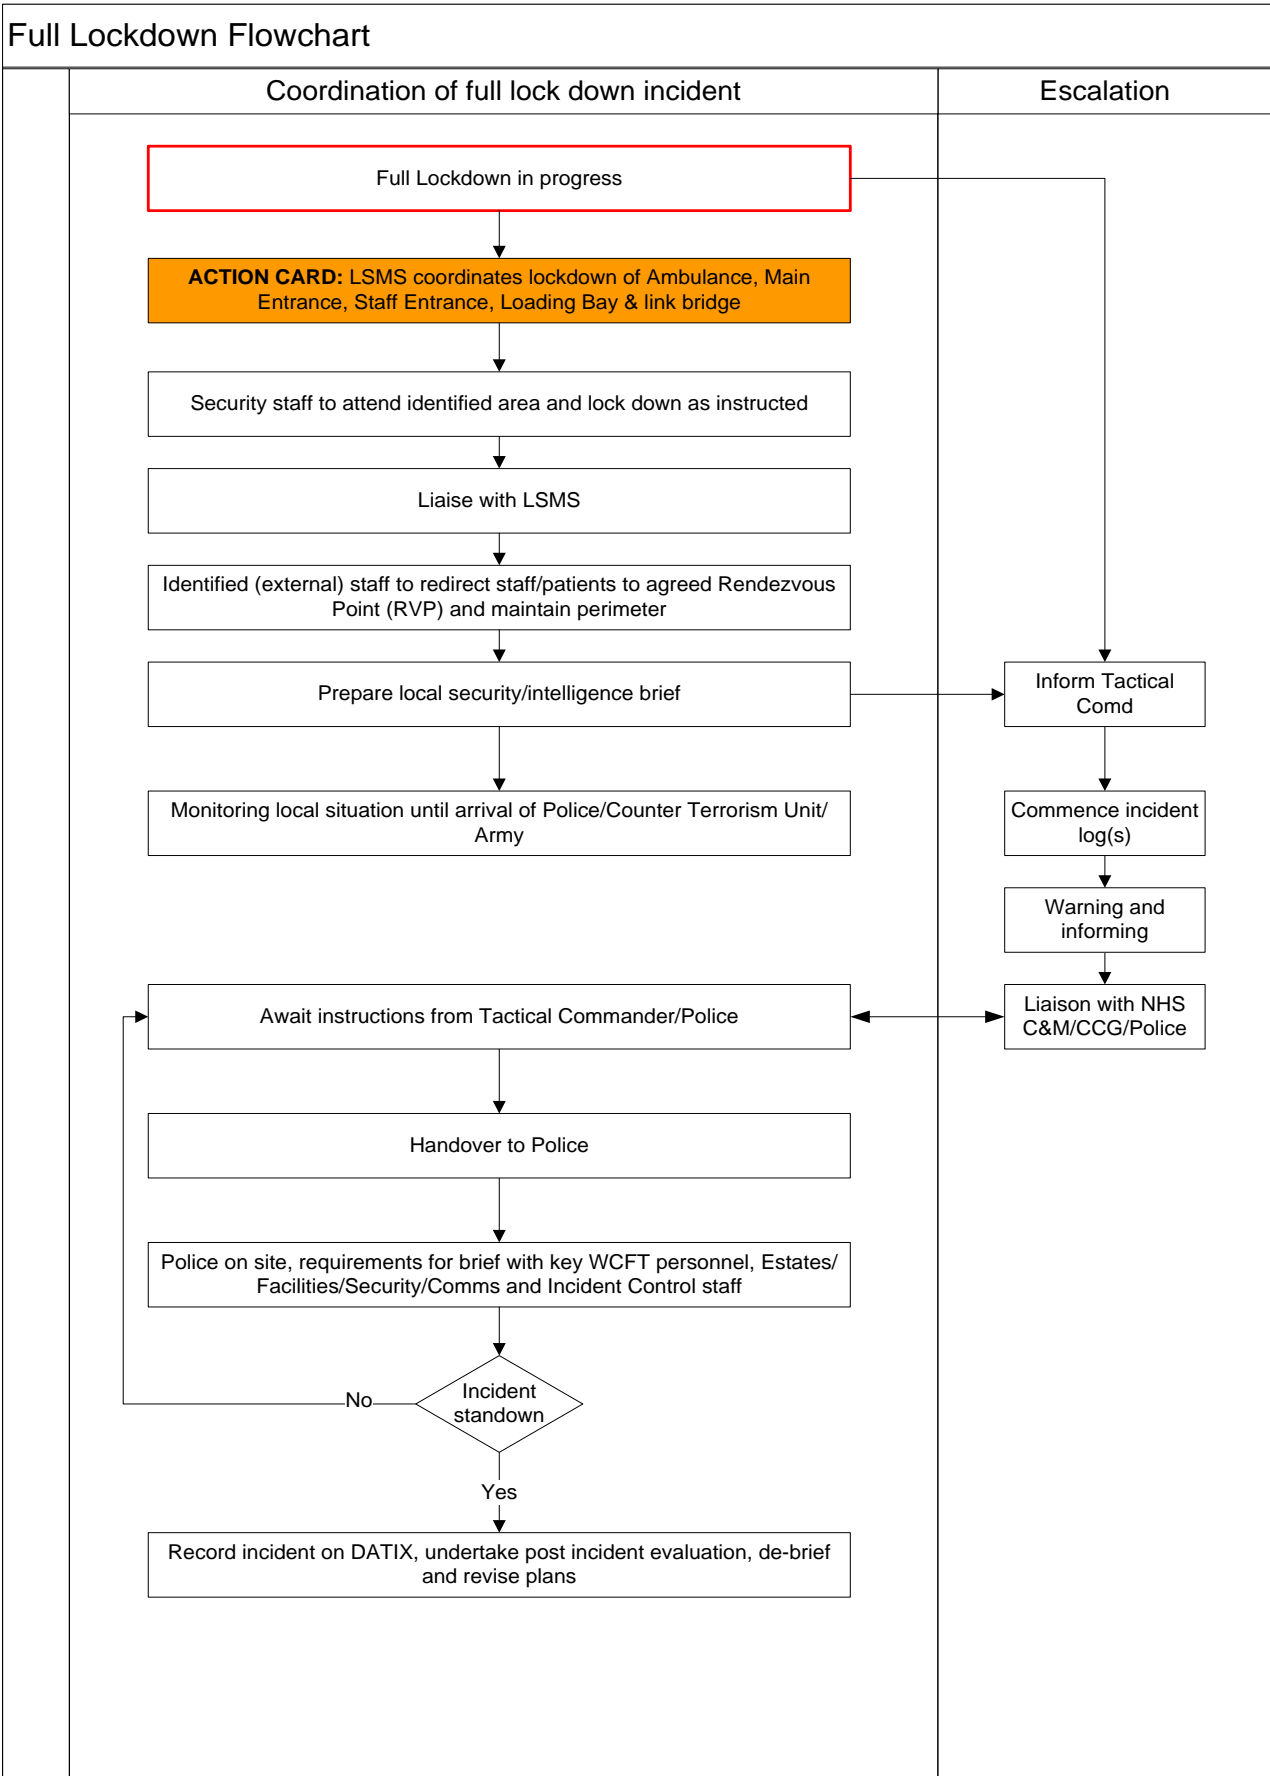 Full Lockdown Flowchart
Coordination of full lock down incident
Escalation
Full Lockdown in progress
ACTION CARD: LSMS coordinates lockdown of Ambulance, Main
Entrance, Staff Entrance, Loading Bay & link bridge
Security staff to attend identified area and lock down as instructed
Liaise with LSMS
Identified (external) staff to redirect staff/patients to agreed Rendezvous
Point (RVP) and maintain perimeter
Prepare local security/intelligence brief
Inform Tactical
Comd
Monitoring local situation until arrival of Police/Counter Terrorism Unit/
Army
Commence incident
log(s)
Warning and
informing
Await instructions from Tactical Commander/Police
Liaison with NHS
C&M/CCG/Police
Handover to Police
Police on site, requirements for brief with key WCFT personnel, Estates/
Facilities/Security/Comms and Incident Control staff
Incident
standown
No
Yes
Record incident on DATIX, undertake post incident evaluation, de-brief
and revise plans